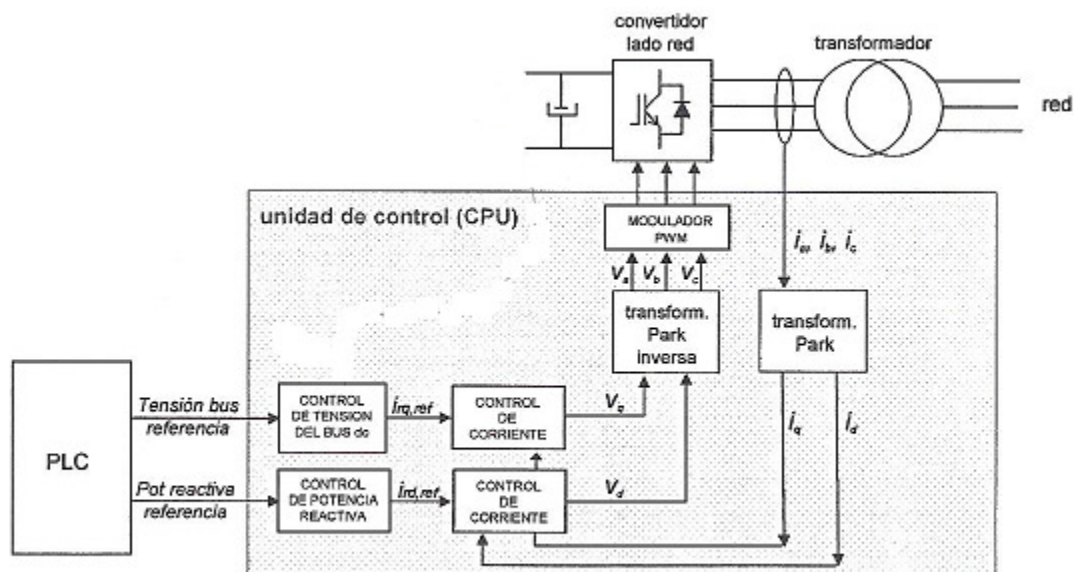 convertidor
lado red
transformador
red
unidad de control (CPU)
MODULADOR
PWM
i_a, i_b, i_c
V_a
V_b
V_c
transform.
Park
inversa
transform.
Park
PLC
Tensión bus
referencia
CONTROL
DE TENSION
DEL BUS dc
i_rq,ref
CONTROL
DE
CORRIENTE
V_q
i_q
i_d
Pot reactiva
referencia
CONTROL
DE POTENCIA
REACTIVA
i_rd,ref
CONTROL
DE
CORRIENTE
V_d